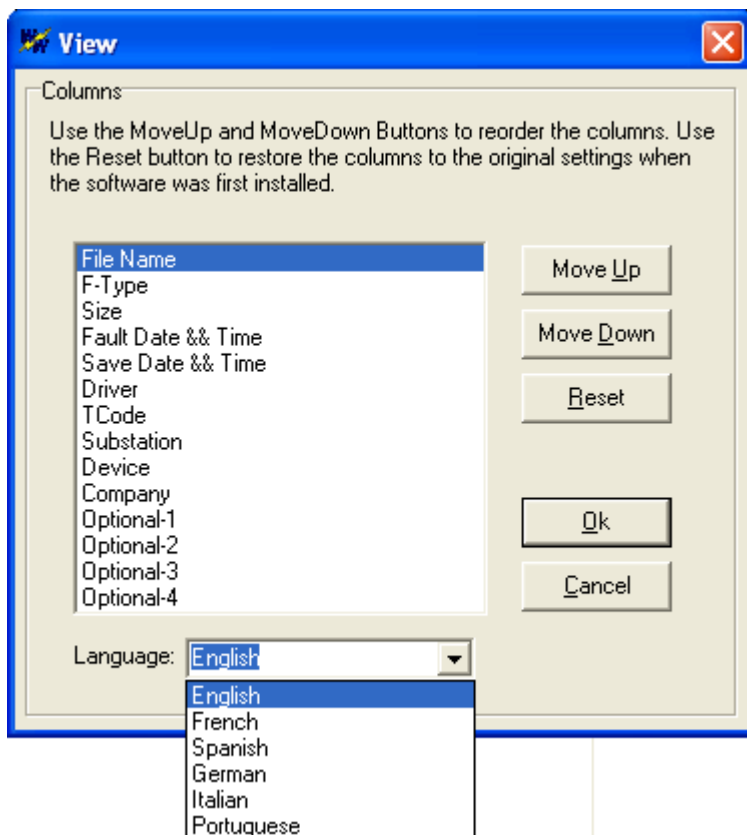 View
Columns
Use the MoveUp and MoveDown Buttons to reorder the columns. Use
the Reset button to restore the columns to the original settings when
the software was first installed.
File Name
F-Type
Size
Fault Date && Time
Save Date && Time
Driver
TCode
Substation
Device
Company
Optional-1
Optional-2
Optional-3
Optional-4
Move Up
Move Down
Reset
Ok
Cancel
Language: English
English
French
Spanish
German
Italian
Portuguese